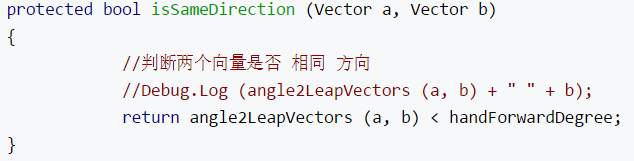 protected bool isSameDirection (Vector a, Vector b)
{
//判断两个向量是否 相同 方向
//Debug.Log (angle2LeapVectors (a, b) + " " + b);
return angle2LeapVectors (a, b) < handForwardDegree;
}